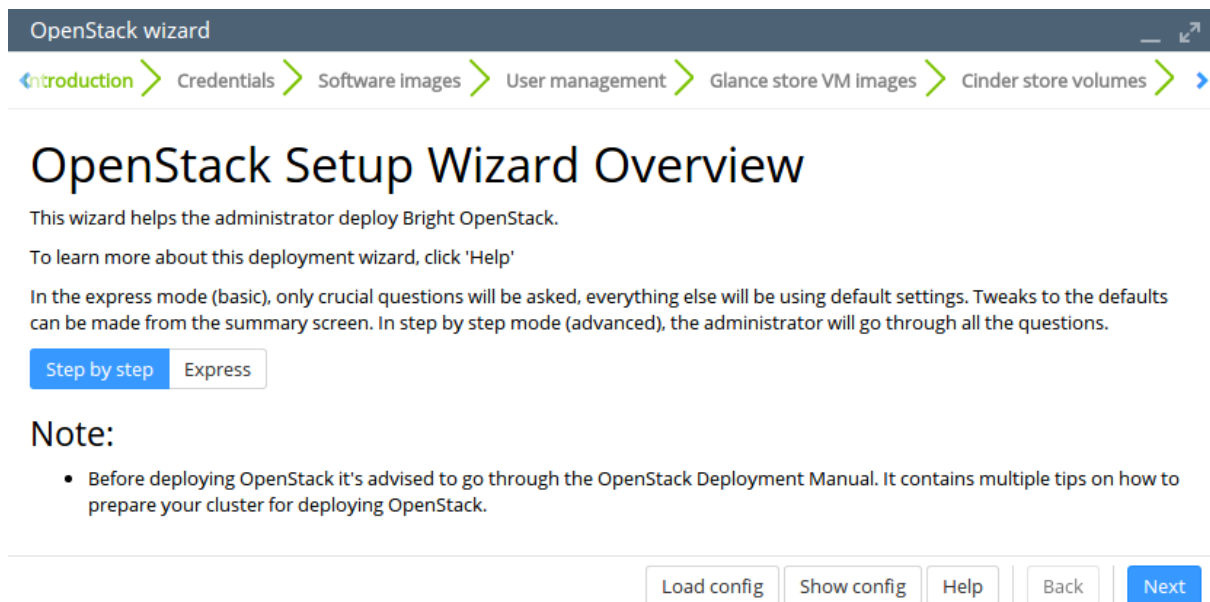 OpenStack wizard
Introduction Credentials Software images User management Glance store VM images Cinder store volumes
OpenStack Setup Wizard Overview
This wizard helps the administrator deploy Bright OpenStack.
To learn more about this deployment wizard, click 'Help'
In the express mode (basic), only crucial questions will be asked, everything else will be using default settings. Tweaks to the defaults
can be made from the summary screen. In step by step mode (advanced), the administrator will go through all the questions.
Step by step Express
Note:
• Before deploying OpenStack it's advised to go through the OpenStack Deployment Manual. It contains multiple tips on how to
prepare your cluster for deploying OpenStack.
Load config Show config Help Back Next